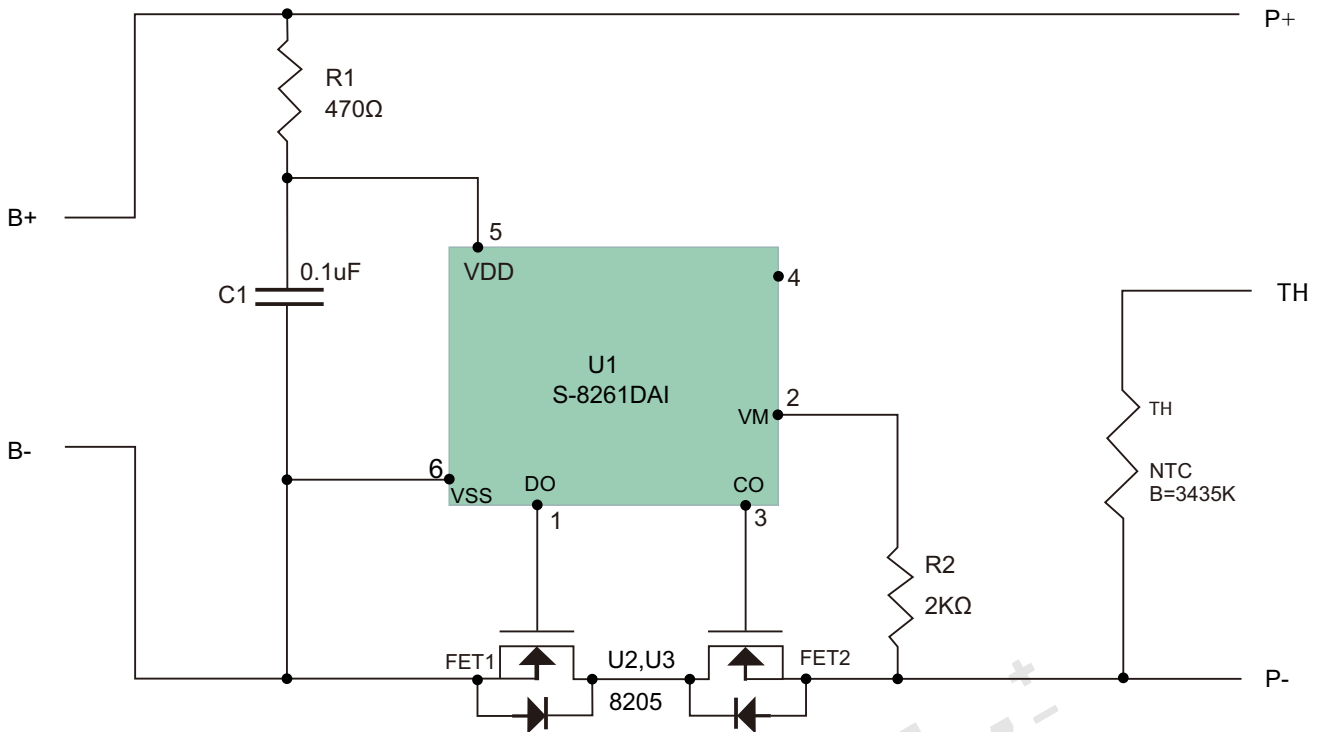 P+
R1
470Ω
B+
5
VDD
0.1uF
C1
4
TH
U1
S-8261DAI
2
VM
TH
NTC
B=3435K
B-
6
VSS
DO
CO
1
3
R2
2KΩ
FET1
U2,U3
FET2
8205
P-